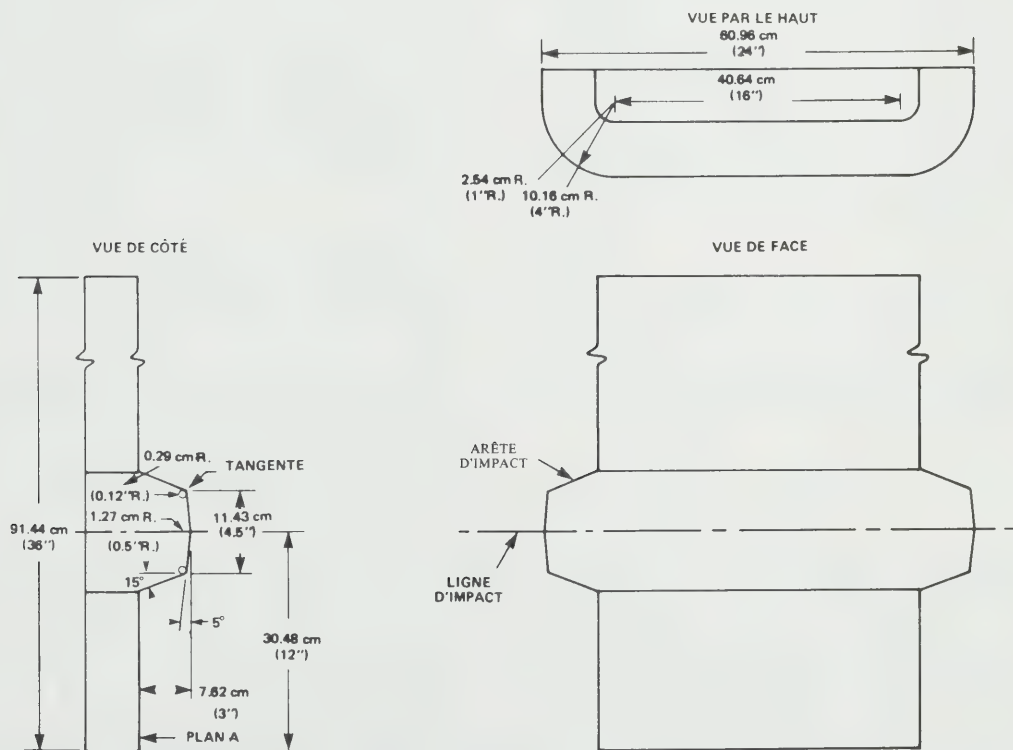 VUE PAR LE HAUT
60.96 cm
(24")
40.64 cm
(16")
2.54 cm R.
(1"R.)
10.16 cm R.
(4"R.)
VUE DE CÔTÉ
VUE DE FACE
0.29 cm R.
TANGENTE
(0.12"R.)
1.27 cm R.
11.43 cm
(4.5")
91.44 cm
(36")
(0.5"R.)
15°
5°
30.48 cm
(12")
7.62 cm
(3")
PLAN A
ARÊTE
D'IMPACT
LIGNE
D'IMPACT